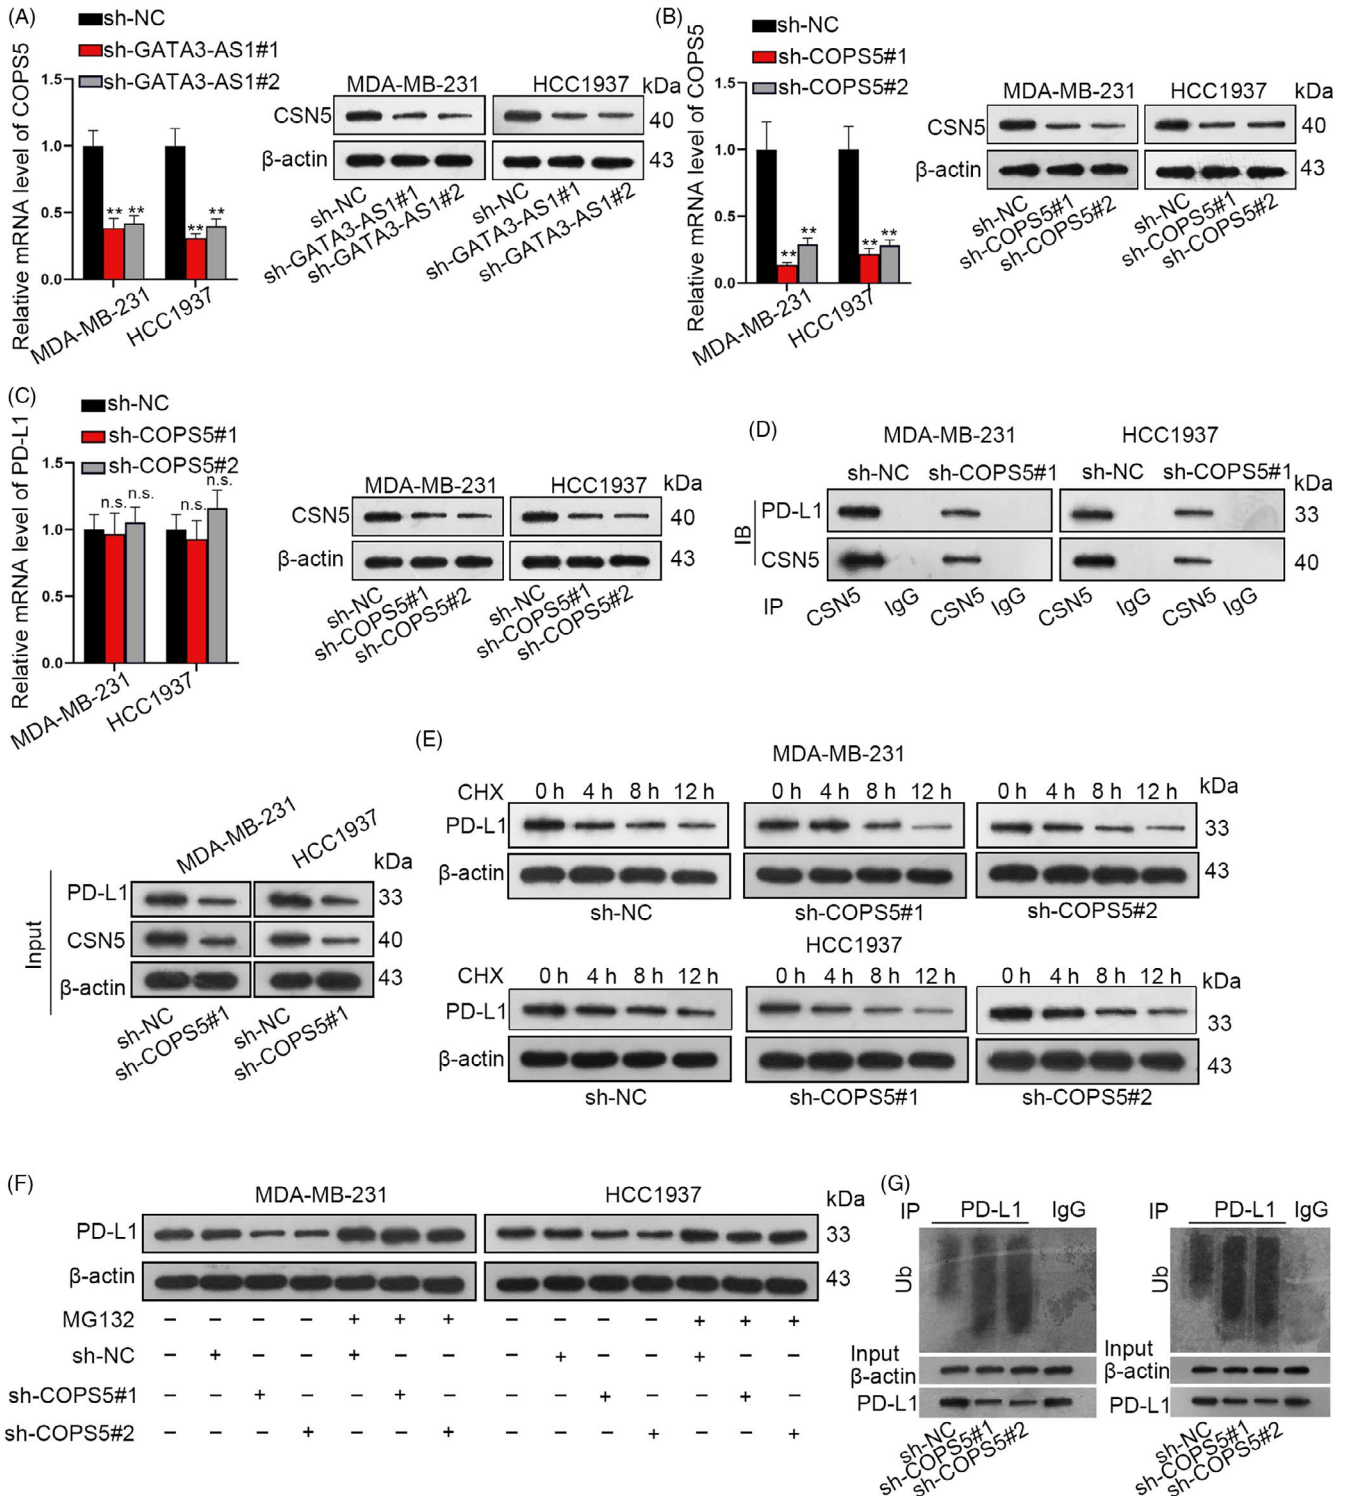 (A)
sh-NC
sh-GATA3-AS1#1
sh-GATA3-AS1#2
Relative mRNA level of COPS5
1.5
1.0
0.5
0.0
** **
** **
MDA-MB-231
HCC1937
MDA-MB-231 HCC1937 kDa
CSN5 40
β-actin 43
sh-NC
sh-GATA3-AS1#1
sh-GATA3-AS1#2
sh-NC
sh-GATA3-AS1#1
sh-GATA3-AS1#2
(B)
sh-NC
sh-COPS5#1
sh-COPS5#2
Relative mRNA level of COPS5
1.5
1.0
0.5
0.0
** **
** **
MDA-MB-231
HCC1937
MDA-MB-231 HCC1937 kDa
CSN5 40
β-actin 43
sh-NC
sh-COPS5#1
sh-COPS5#2
sh-NC
sh-COPS5#1
sh-COPS5#2
(C)
sh-NC
sh-COPS5#1
sh-COPS5#2
Relative mRNA level of PD-L1
1.5
1.0
0.5
0.0
n.s. n.s.
n.s. n.s.
MDA-MB-231
HCC1937
MDA-MB-231 HCC1937 kDa
CSN5 40
β-actin 43
sh-NC
sh-COPS5#1
sh-COPS5#2
sh-NC
sh-COPS5#1
sh-COPS5#2
(D)
MDA-MB-231 HCC1937
sh-NC sh-COPS5#1 sh-NC sh-COPS5#1 kDa
IB
PD-L1 33
CSN5 40
IP CSN5 IgG CSN5 IgG CSN5 IgG CSN5 IgG
MDA-MB-231 HCC1937 kDa
Input
PD-L1 33
CSN5 40
β-actin 43
sh-NC
sh-COPS5#1
sh-NC
sh-COPS5#1
(E)
MDA-MB-231
CHX 0 h 4 h 8 h 12 h 0 h 4 h 8 h 12 h 0 h 4 h 8 h 12 h kDa
PD-L1 33
β-actin 43
sh-NC sh-COPS5#1 sh-COPS5#2
HCC1937
CHX 0 h 4 h 8 h 12 h 0 h 4 h 8 h 12 h 0 h 4 h 8 h 12 h kDa
PD-L1 33
β-actin 43
sh-NC sh-COPS5#1 sh-COPS5#2
(F)
MDA-MB-231 HCC1937 kDa
PD-L1 33
β-actin 43
MG132 − − − − + + + − − − − + + +
sh-NC − + − − + − − − + − − + − −
sh-COPS5#1 − − + − − + − − − + − − + −
sh-COPS5#2 − − − + − − + − − − + − − +
(G)
IP PD-L1 IgG
Ub
Input
β-actin
PD-L1
sh-NC
sh-COPS5#1
sh-COPS5#2
IP PD-L1 IgG
Ub
Input
β-actin
PD-L1
sh-NC
sh-COPS5#1
sh-COPS5#2